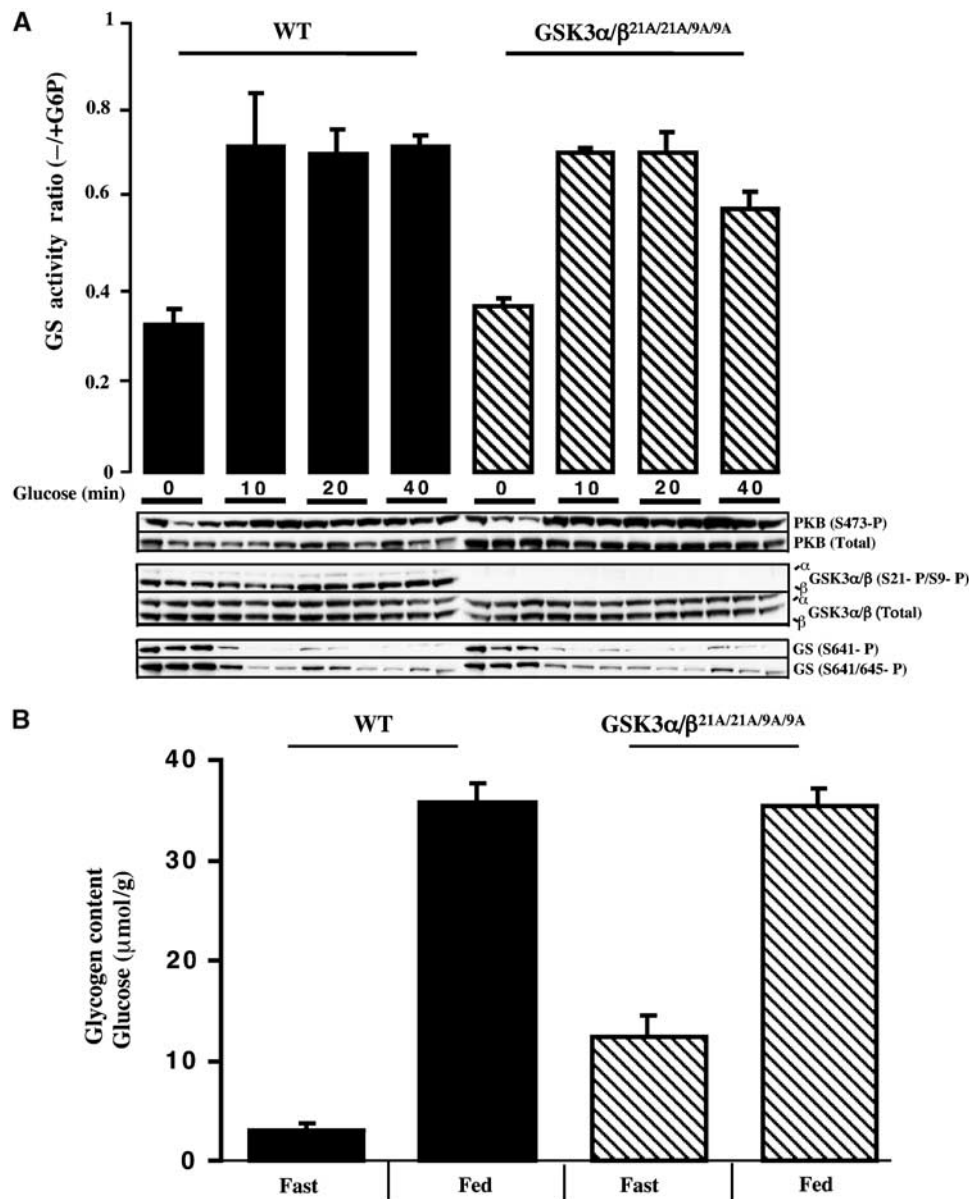 A
WT
GSK3α/β21A/21A/9A/9A
GS activity ratio (−/+G6P)
1
0.8
0.6
0.4
0.2
0
Glucose (min)
0 10 20 40 0 10 20 40
PKB (S473-P)
PKB (Total)
α
GSK3α/β (S21- P/S9- P)
β
α
GSK3α/β (Total)
β
GS (S641- P)
GS (S641/645- P)
B
WT
GSK3α/β21A/21A/9A/9A
Glycogen content
Glucose (μmol/g)
40
30
20
10
0
Fast Fed Fast Fed